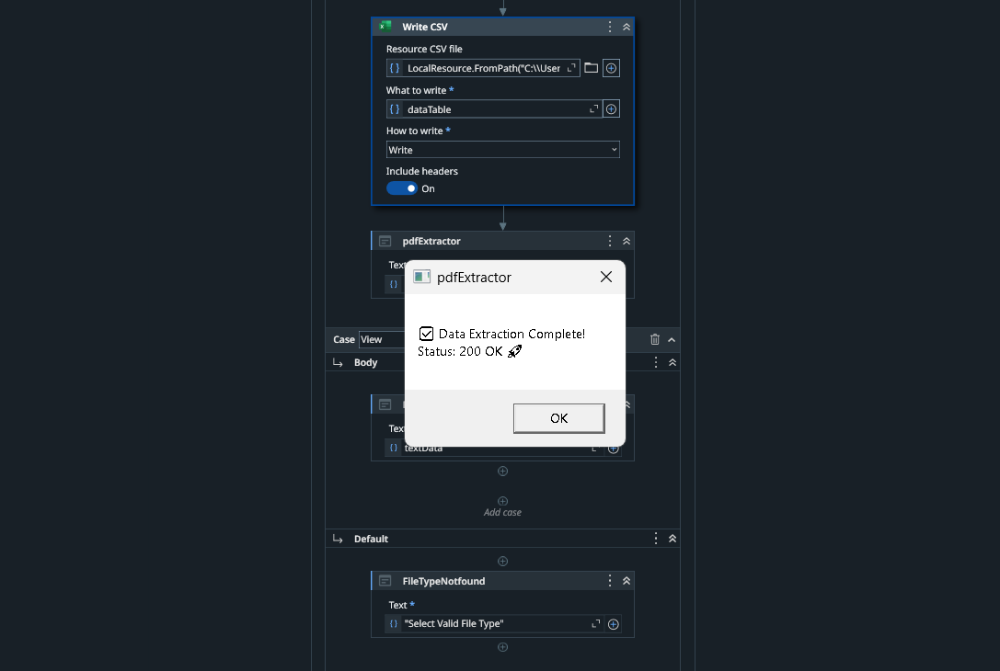 Write CSV
Resource CSV file
LocalResource.FromPath("C:\\User
What to write *
dataTable
How to write *
Write
Include headers
On
pdfExtractor
Text
pdfExtractor
Data Extraction Complete!
Status: 200 OK 🚀
OK
Case View
Body
Text
textData
Add case
Default
FileTypeNotfound
Text *
"Select Valid File Type"